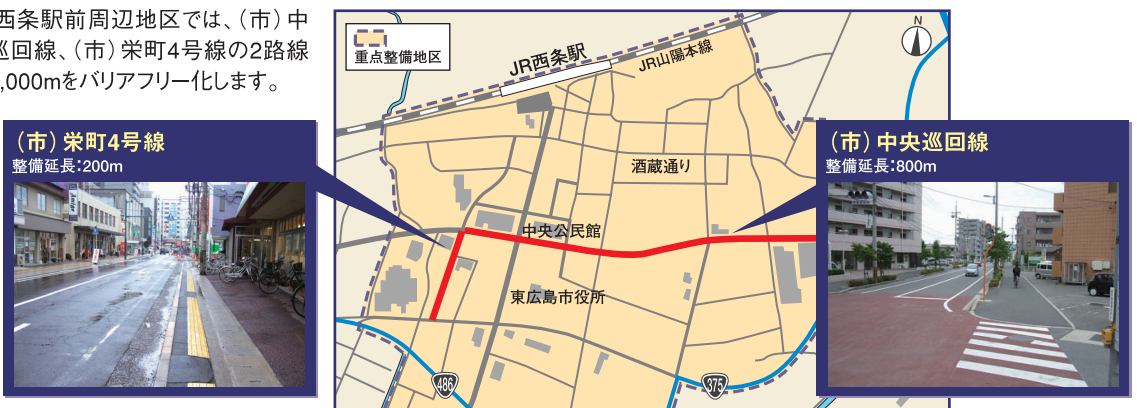 西条駅前周辺地区では、（市）中
巡回線、（市）栄町4号線の2路線
,000mをバリアフリー化します。
重点整備地区
JR西条駅
JR山陽本線
N
（市）栄町4号線
整備延長：200m
（市）中央巡回線
整備延長：800m
酒蔵通り
中央公民館
東広島市役所
486
375